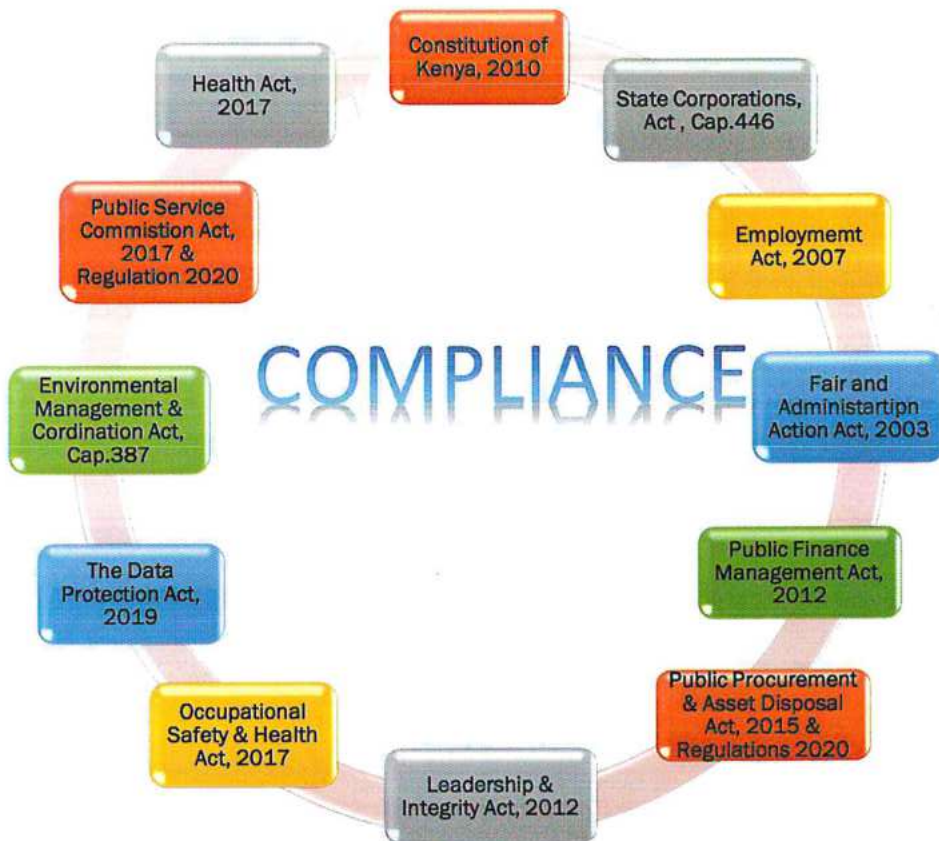 Constitution of
Kenya, 2010
State Corporations,
Act , Cap.446
Employmemt
Act, 2007
Fair and
Administartipn
Action Act, 2003
Public Finance
Management Act,
2012
Public Procurement
& Asset Disposal
Act, 2015 &
Regulations 2020
Leadership &
Integrity Act, 2012
Occupational
Safety & Health
Act, 2017
The Data
Protection Act,
2019
Environmental
Management &
Cordination Act,
Cap.387
Public Service
Commistion Act,
2017 &
Regulation 2020
Health Act,
2017
COMPLIANCE